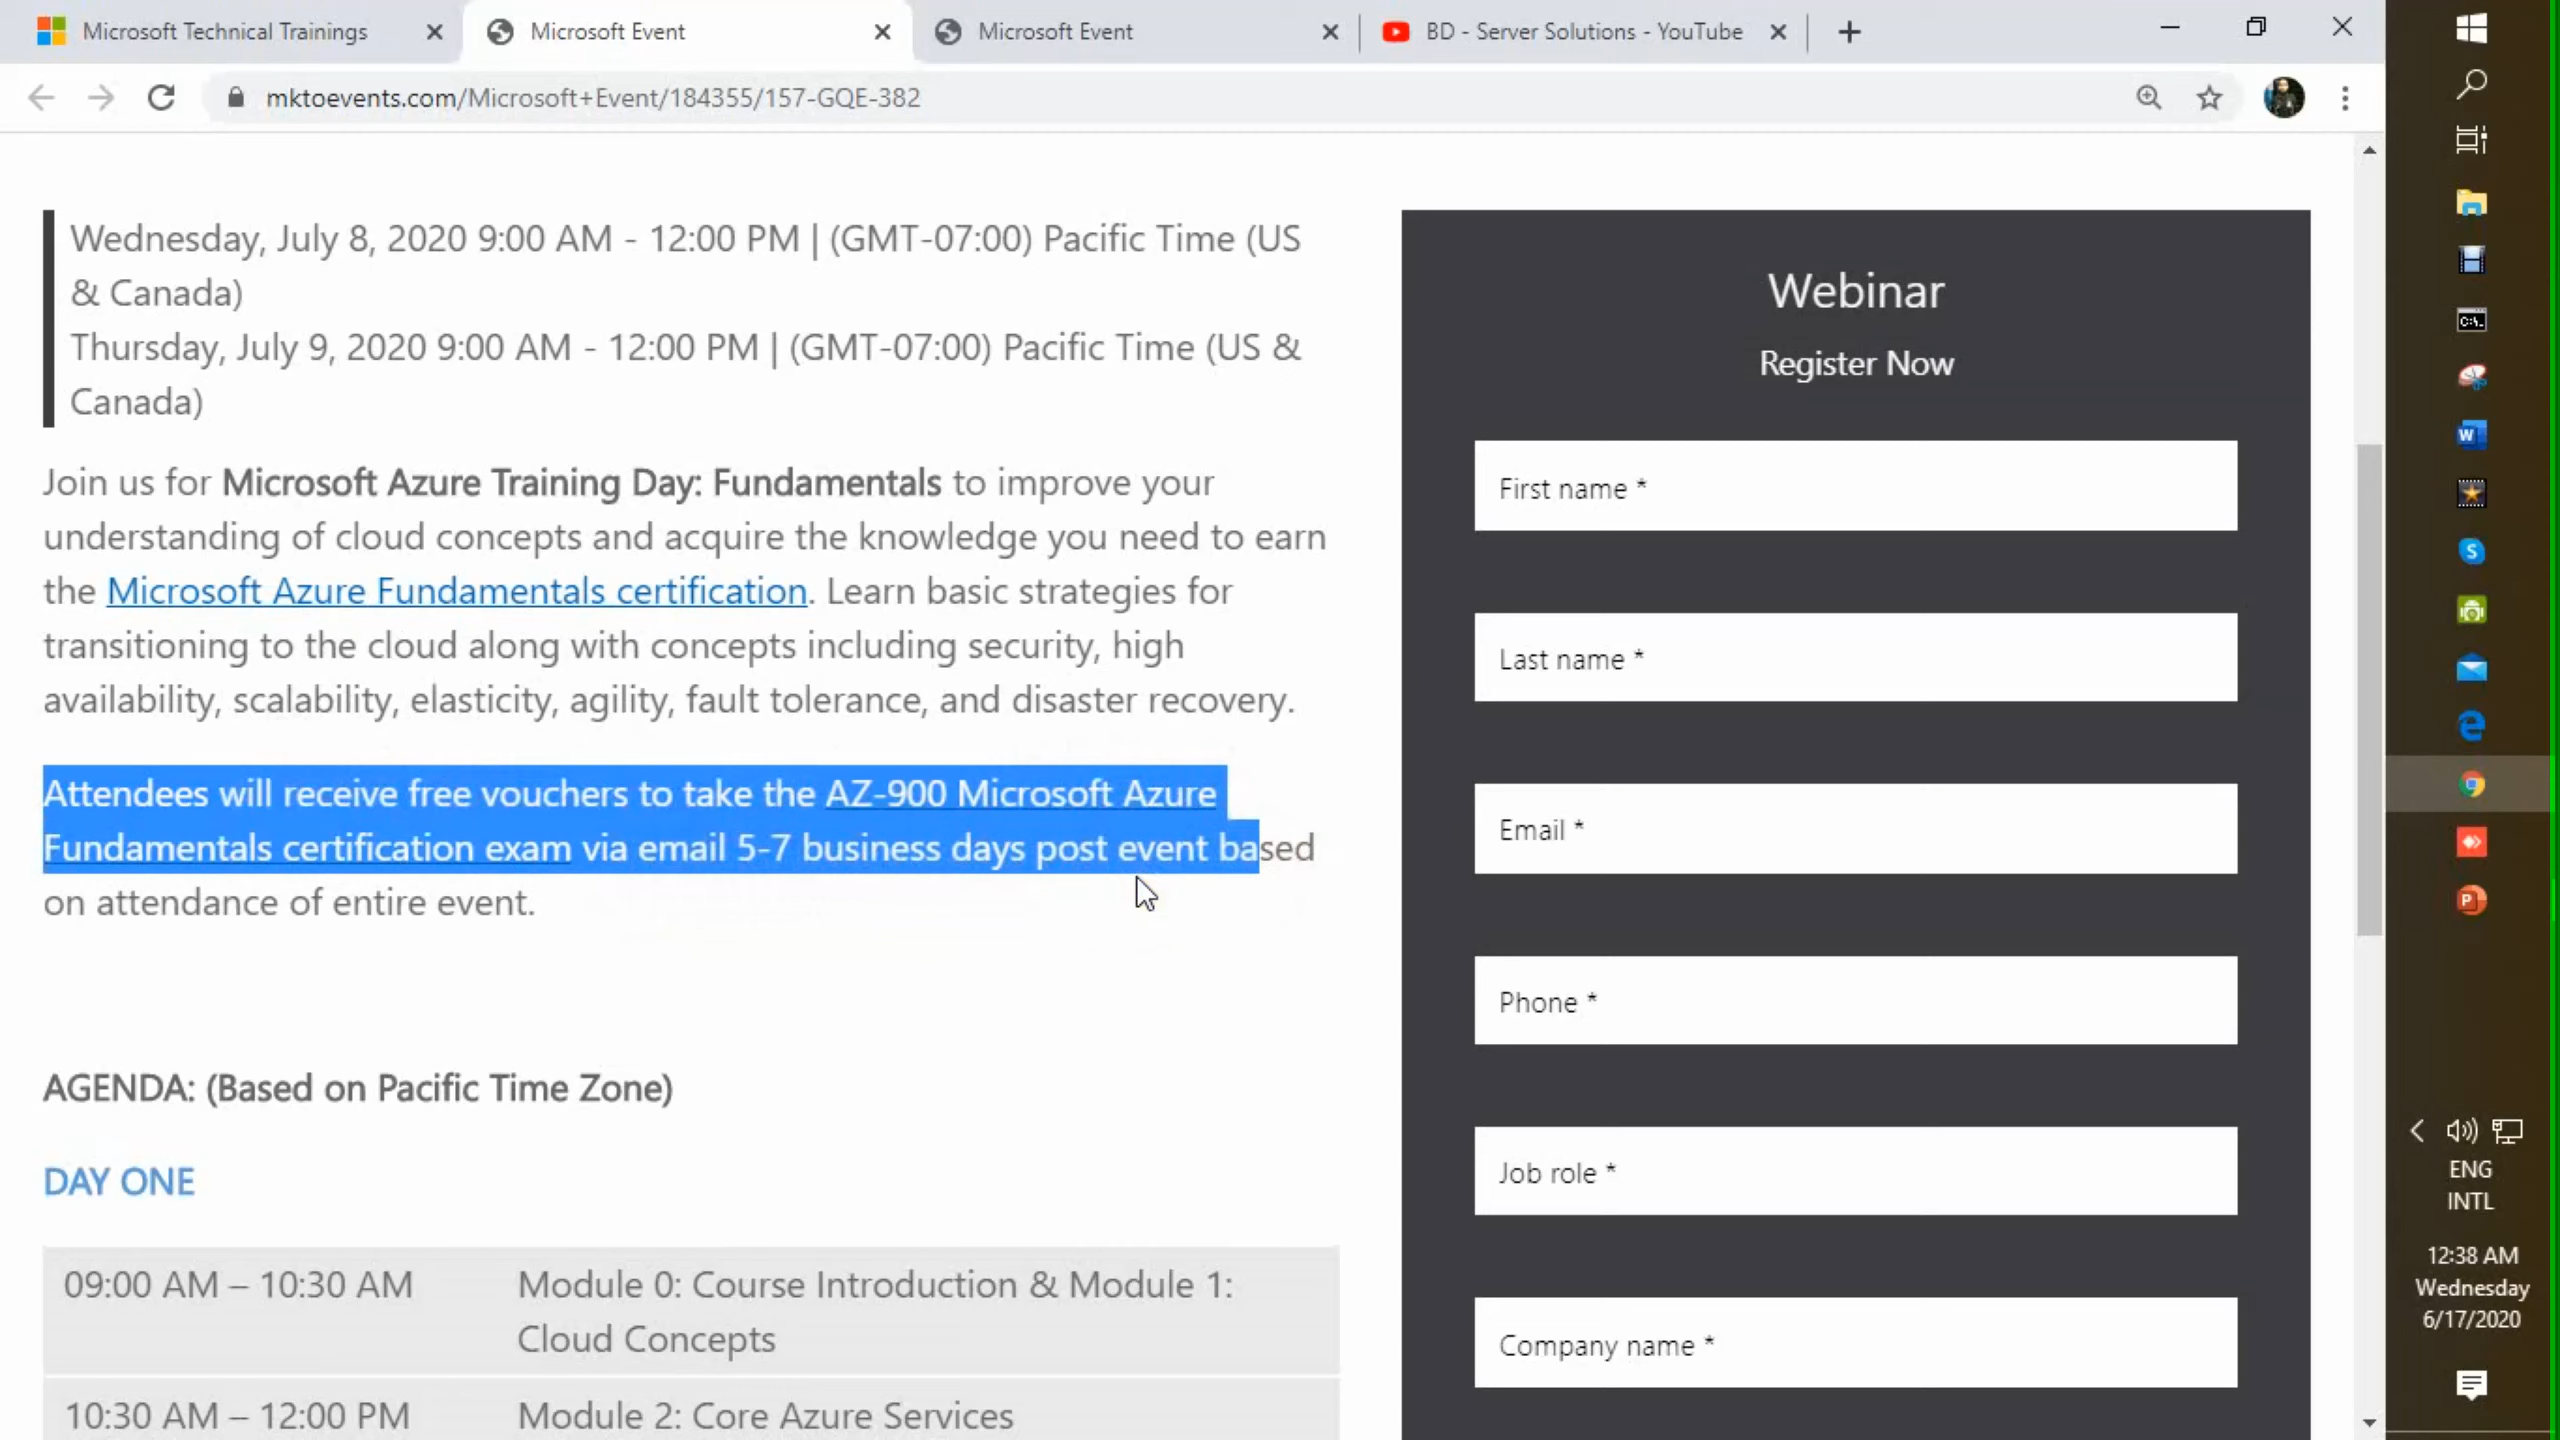 Microsoft Technical Trainings
Microsoft Event
Microsoft Event
BD - Server Solutions - YouTube
mktoevents.com/Microsoft+Event/184355/157-GQE-382
Wednesday, July 8, 2020 9:00 AM - 12:00 PM | (GMT-07:00) Pacific Time (US
& Canada)
Thursday, July 9, 2020 9:00 AM - 12:00 PM | (GMT-07:00) Pacific Time (US &
Canada)
Join us for Microsoft Azure Training Day: Fundamentals to improve your
understanding of cloud concepts and acquire the knowledge you need to earn
the Microsoft Azure Fundamentals certification. Learn basic strategies for
transitioning to the cloud along with concepts including security, high
availability, scalability, elasticity, agility, fault tolerance, and disaster recovery.
Attendees will receive free vouchers to take the AZ-900 Microsoft Azure
Fundamentals certification exam via email 5-7 business days post event based
on attendance of entire event.
AGENDA: (Based on Pacific Time Zone)
DAY ONE
09:00 AM – 10:30 AM Module 0: Course Introduction & Module 1:
Cloud Concepts
10:30 AM – 12:00 PM Module 2: Core Azure Services
Webinar
Register Now
First name *
Last name *
Email *
Phone *
Job role *
Company name *
ENG
INTL
12:38 AM
Wednesday
6/17/2020